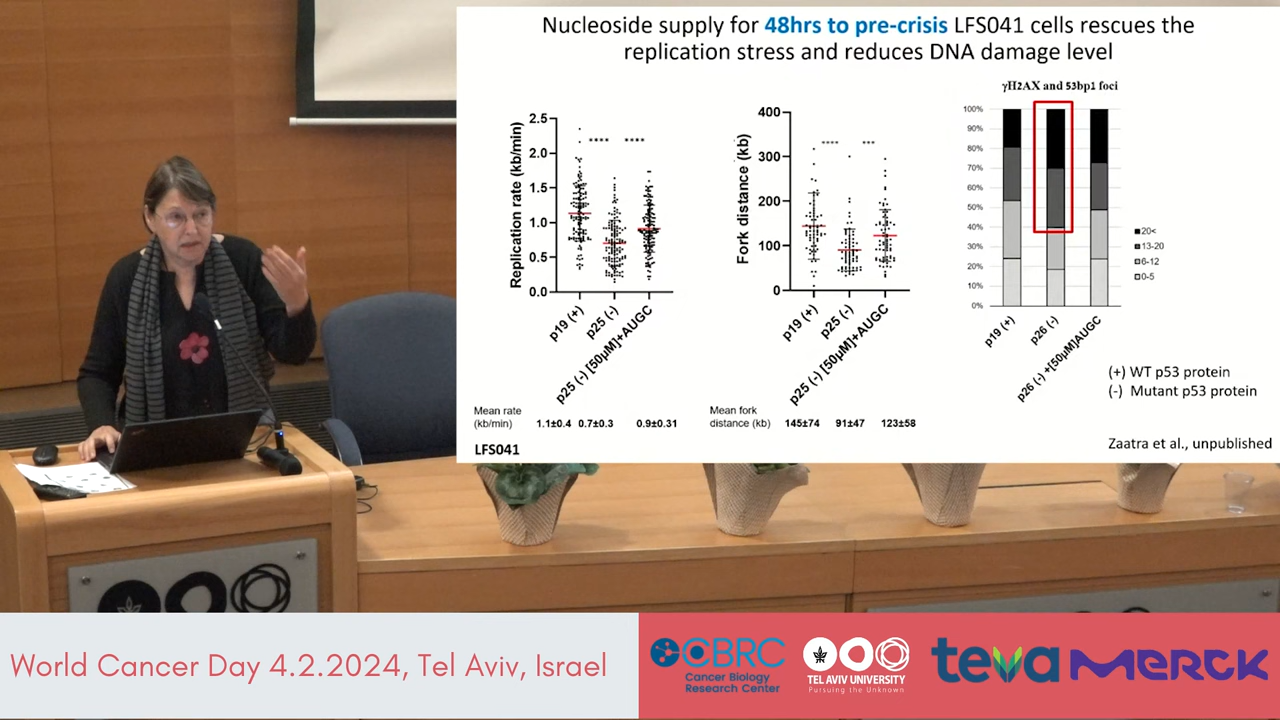 Nucleoside supply for 48hrs to pre-crisis LFS041 cells rescues the
replication stress and reduces DNA damage level
Replication rate (kb/min)
2.5
2.0
1.5
1.0
0.5
0.0
**** ****
p19 (+)
p25 (-)
p25 (-) [50µM]+AUGC
Mean rate
(kb/min) 1.1±0.4 0.7±0.3 0.9±0.31
LFS041
Fork distance (kb)
400
300
200
100
0
**** ***
p19 (+)
p25 (-)
p25 (-) [50µM]+AUGC
Mean fork
distance (kb) 145±74 91±47 123±58
γH2AX and 53bp1 foci
100%
90%
80%
70%
60%
50%
40%
30%
20%
10%
0%
p19 (+)
p26 (-)
p26 (-) +[50µM]AUGC
20<
13-20
6-12
0-5
(+) WT p53 protein
(-) Mutant p53 protein
Zaatra et al., unpublished
World Cancer Day 4.2.2024, Tel Aviv, Israel
CBRC
Cancer Biology
Research Center
TEL AVIV UNIVERSITY
Pursuing the Unknown
teva
MERCK